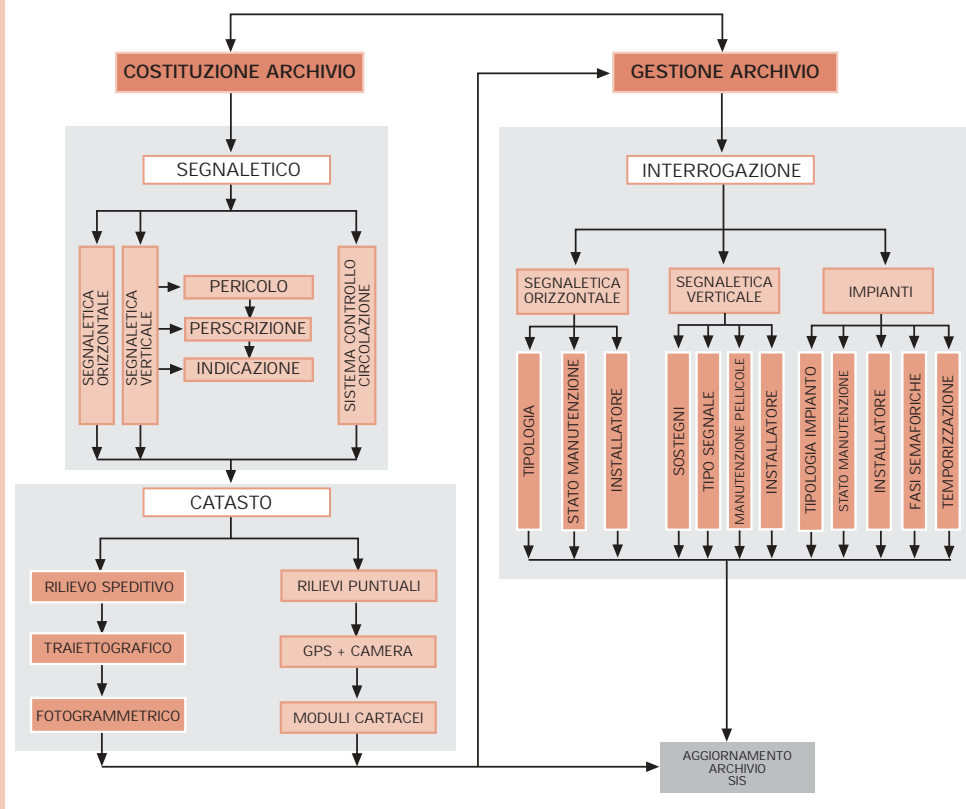 COSTITUZIONE ARCHIVIO
GESTIONE ARCHIVIO
SEGNALETICO
SEGNALETICA
ORIZZONTALE
SEGNALETICA
VERTICALE
PERICOLO
PERSCRIZIONE
INDICAZIONE
SISTEMA CONTROLLO
CIRCOLAZIONE
CATASTO
RILIEVO SPEDITIVO
TRAIETTOGRAFICO
FOTOGRAMMETRICO
RILIEVI PUNTUALI
GPS + CAMERA
MODULI CARTACEI
INTERROGAZIONE
SEGNALETICA
ORIZZONTALE
SEGNALETICA
VERTICALE
IMPIANTI
TIPOLOGIA
STATO MANUTENZIONE
INSTALLATORE
SOSTEGNI
TIPO SEGNALE
MANUTENZIONE PELLICOLE
INSTALLATORE
TIPOLOGIA IMPIANTO
STATO MANUTENZIONE
INSTALLATORE
FASI SEMAFORICHE
TEMPORIZZAZIONE
AGGIORNAMENTO
ARCHIVIO
SIS